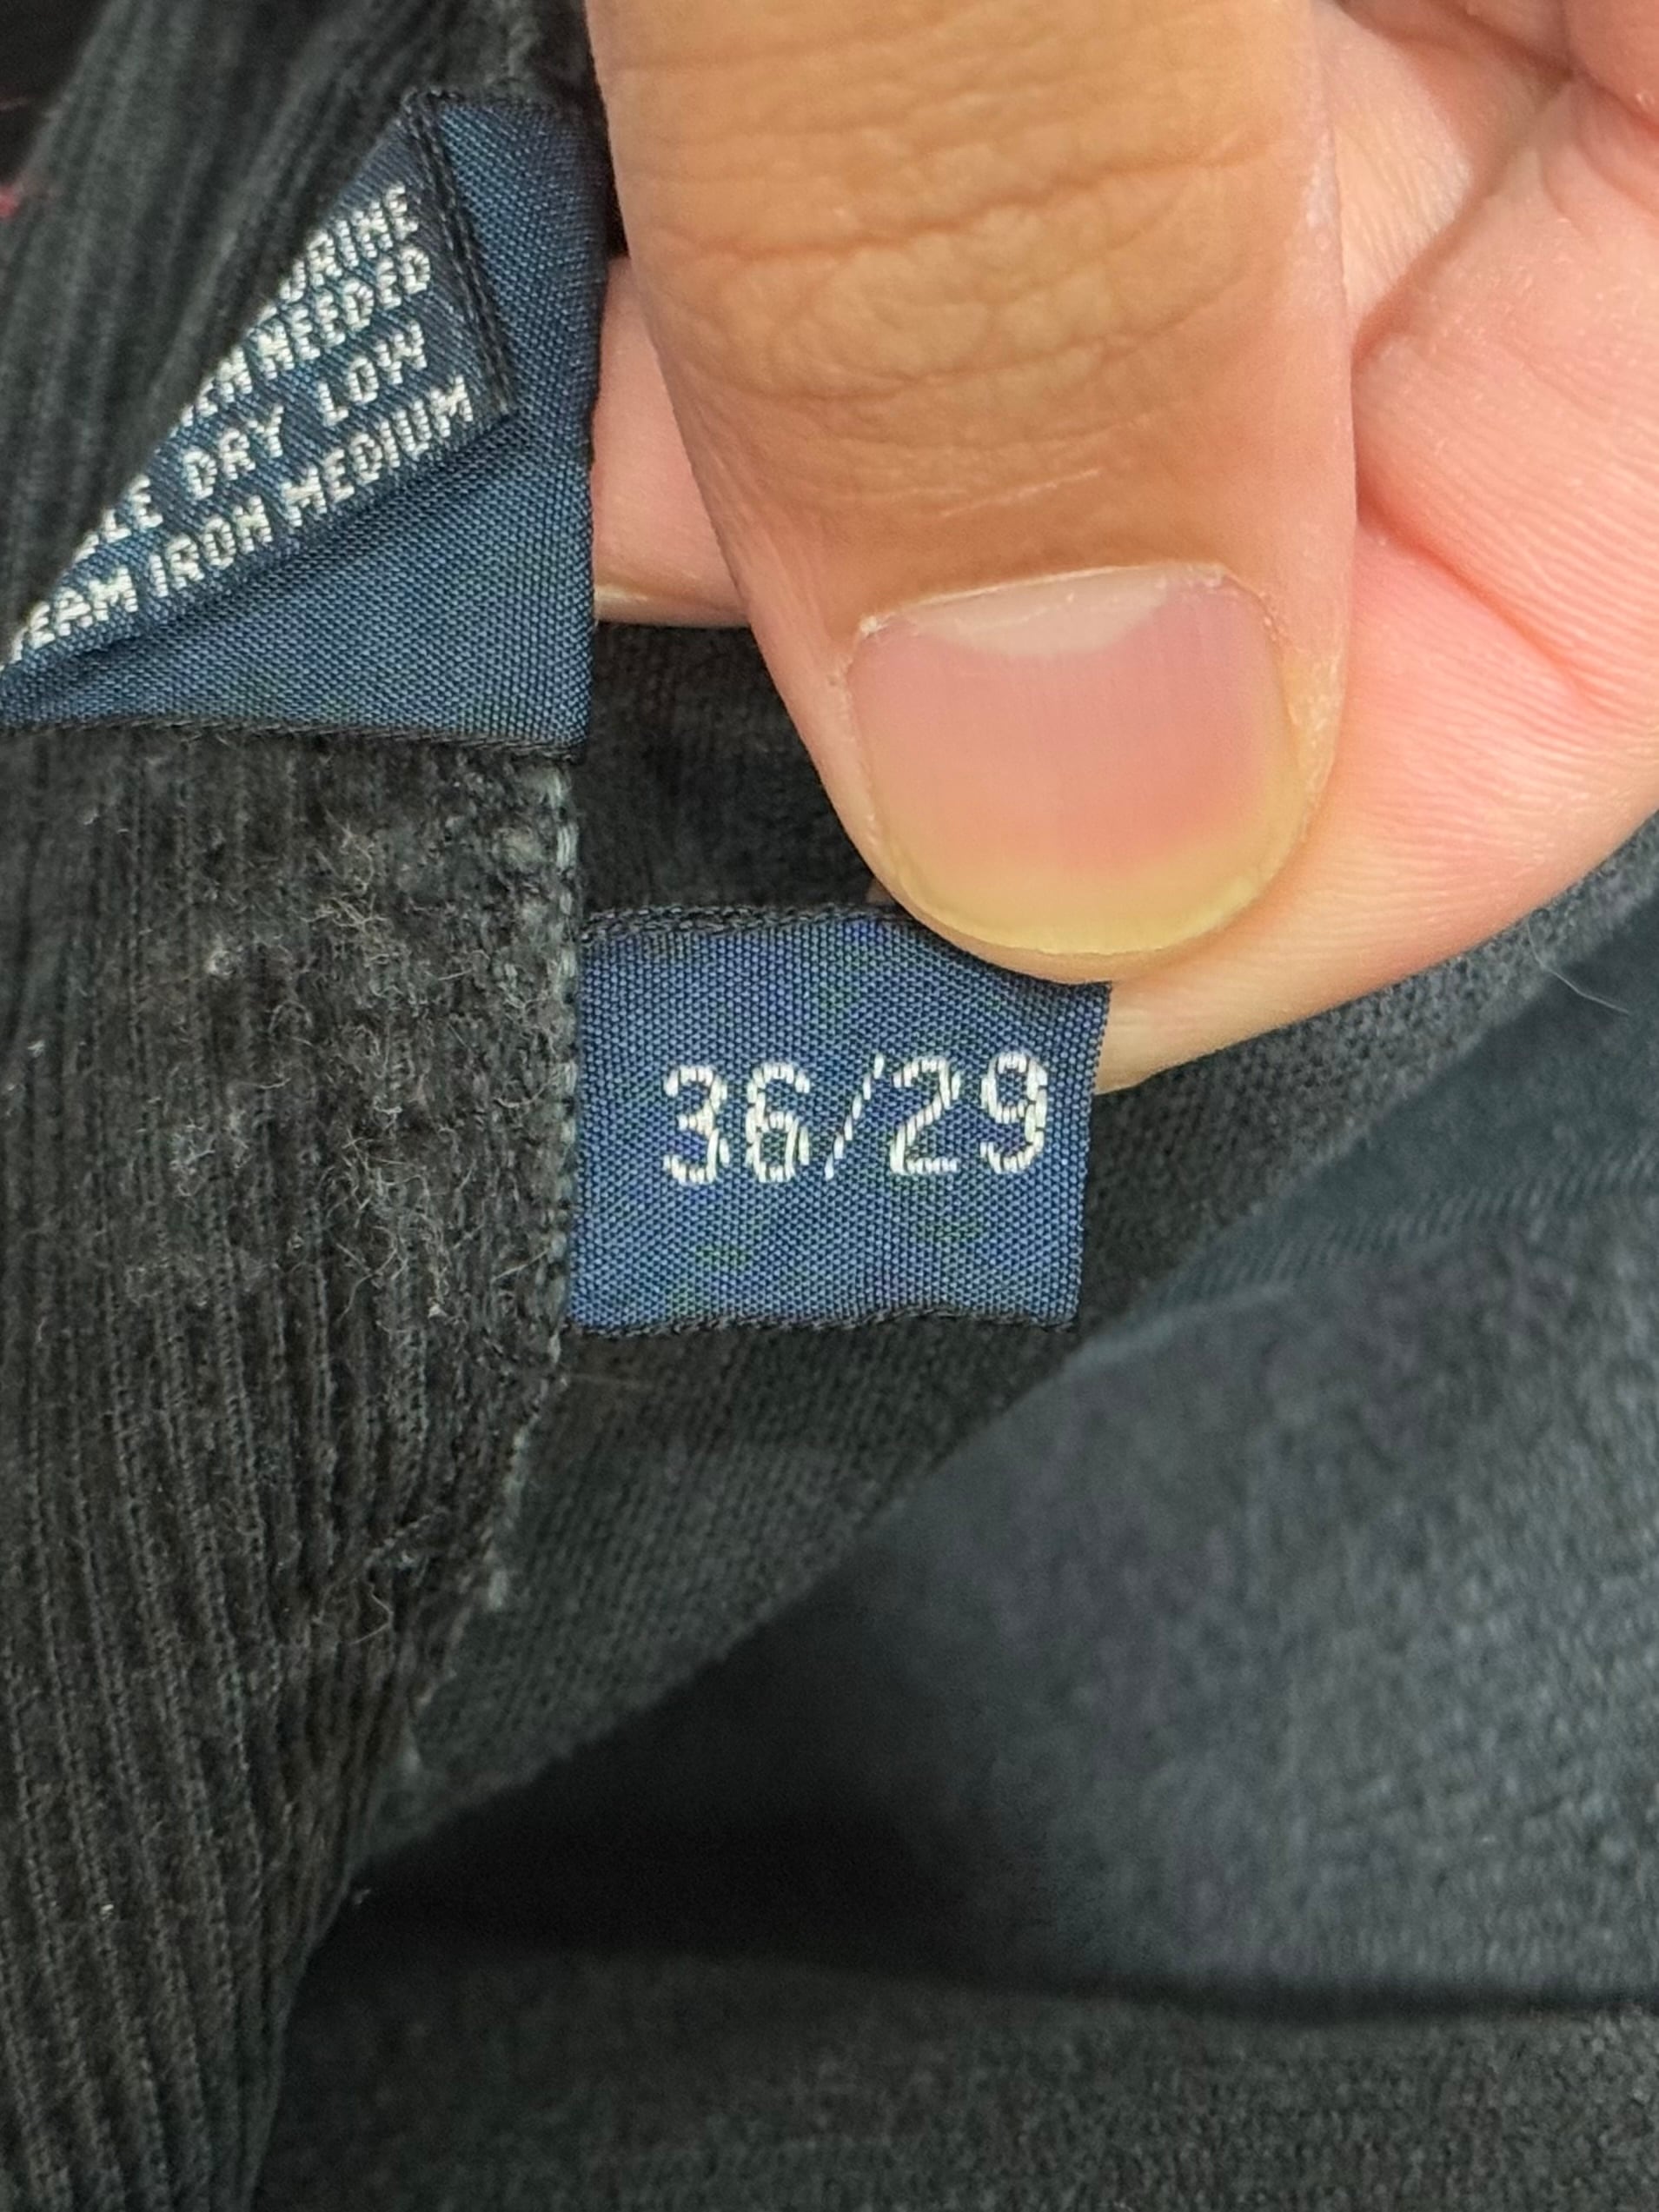 NEEDED
DRY LOW
IRON MEDIUM
36/29